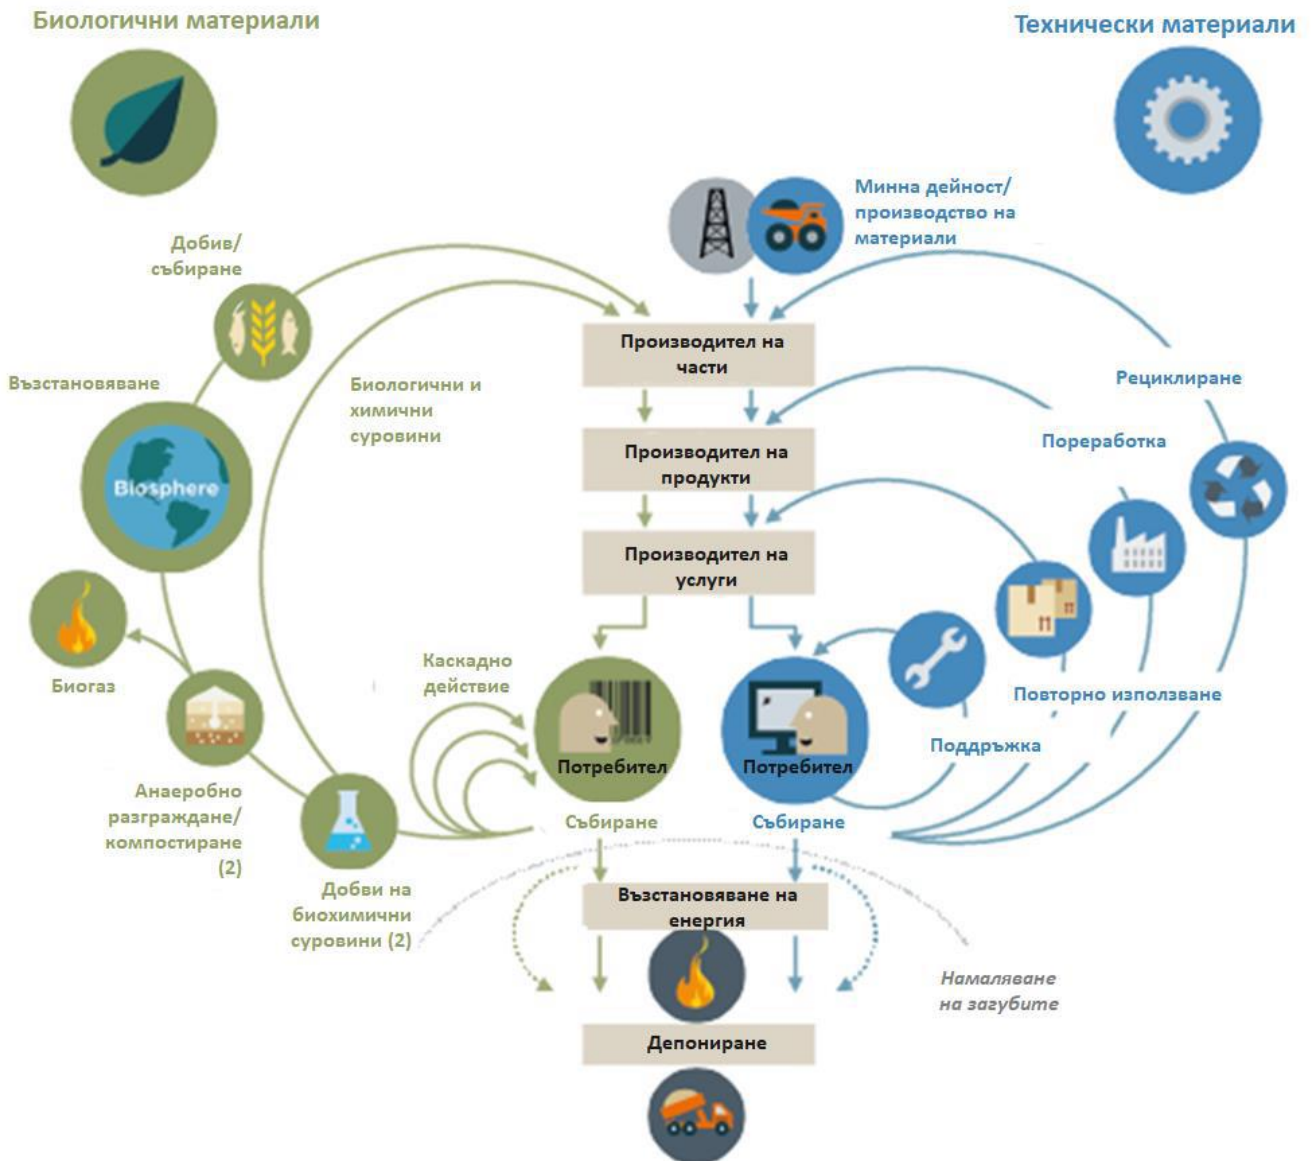 Биологични материали
Технически материали
Минна дейност/
производство на
материали
Добив/
събиране
Производител на
части
Възстановяване
Биологични и
химични
суровини
Рециклиране
Пореработка
Производител на
продукти
Biosphere
Производител на
услуги
Каскадно
действие
Биогаз
Повторно използване
Поддръжка
Потребител
Потребител
Анаеробно
разграждане/
компостиране
(2)
Събиране
Събиране
Добви на
биохимични
суровини (2)
Възстановяване на
енергия
Намаляване
на загубите
Депониране